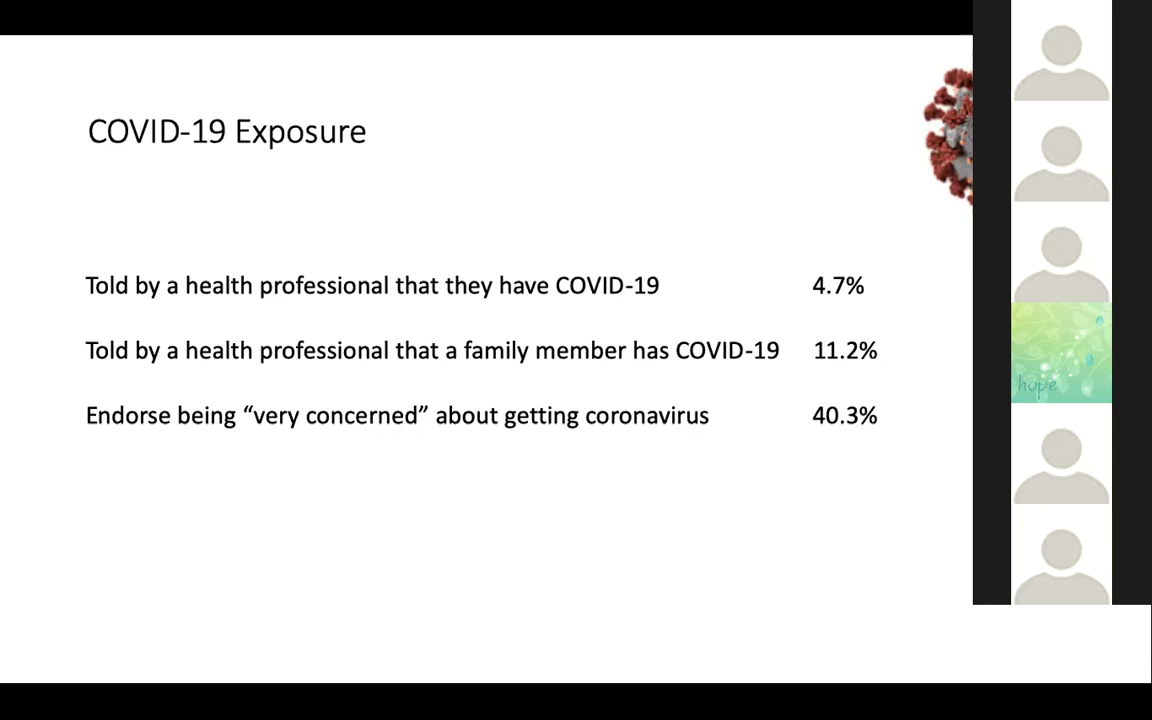 COVID-19 Exposure
Told by a health professional that they have COVID-19 4.7%
Told by a health professional that a family member has COVID-19 11.2%
Endorse being “very concerned” about getting coronavirus 40.3%
hope